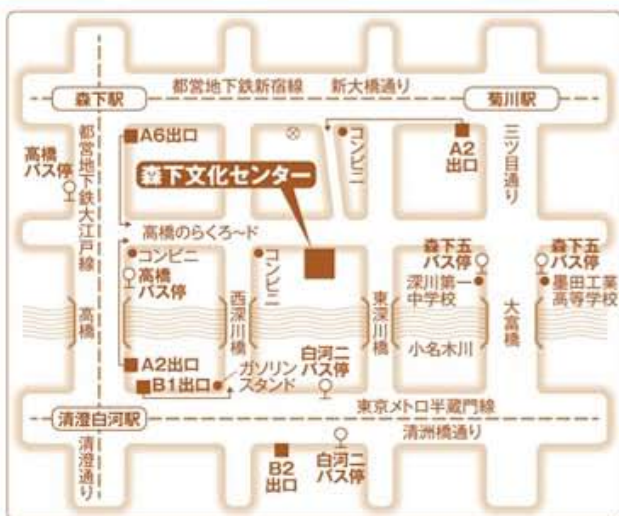 都営地下鉄新宿線
新大橋通り
森下駅
菊川駅
都営地下鉄大江戸線
高橋
バス停
A6出口
コンビニ
A2
出口
三ツ目通り
森下文化センター
高橋のらくろ〜ド
コンビニ
高橋
バス停
コンビニ
森下五
バス停
深川第一
中学校
森下五
バス停
墨田工業
高等学校
高橋
西深川橋
東深川橋
大富橋
小名木川
A2出口
B1出口
ガソリン
スタンド
白河二
バス停
東京メトロ半蔵門線
清澄白河駅
清洲橋通り
清澄通り
B2
出口
白河二
バス停